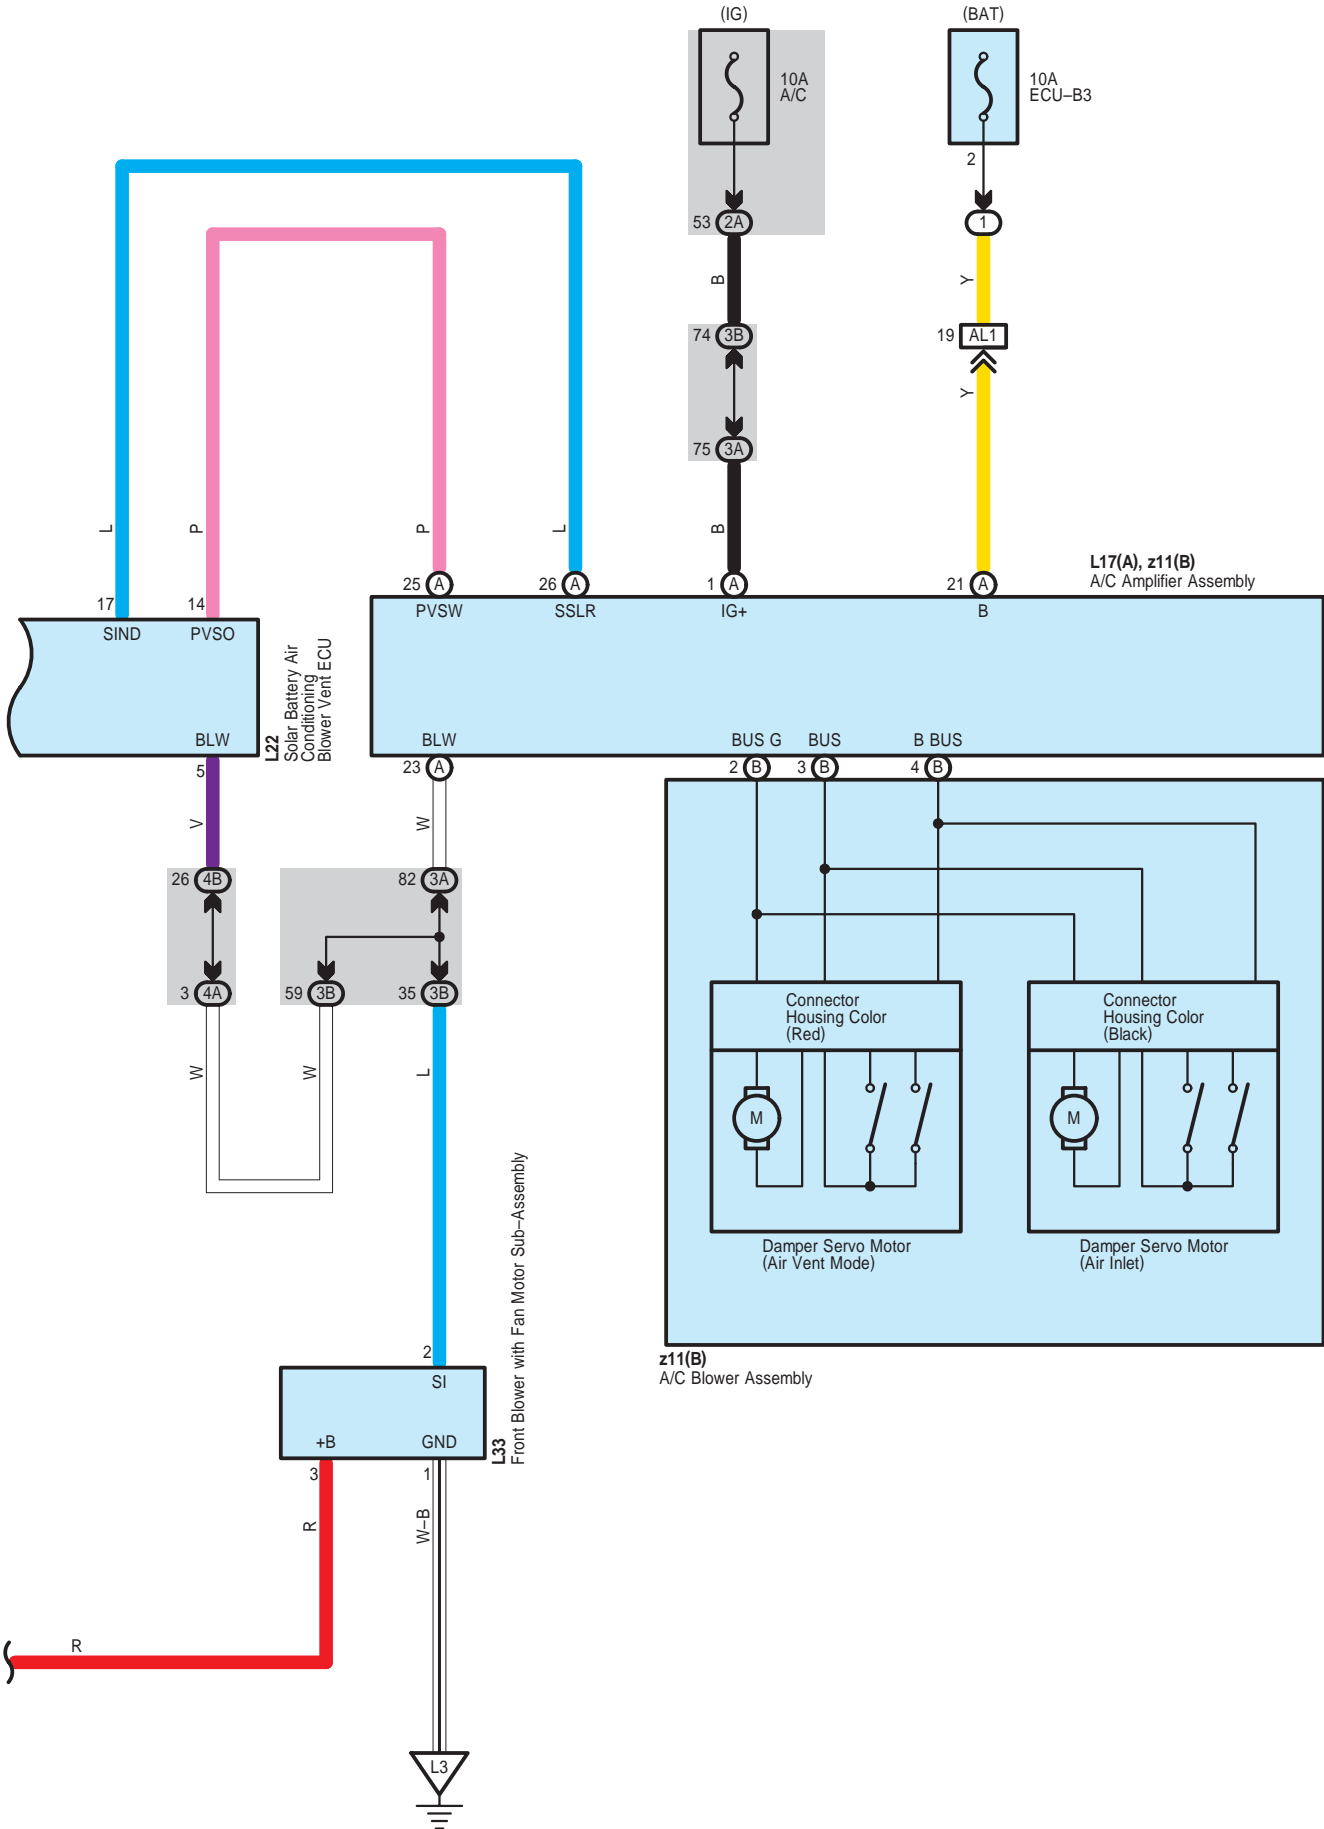 (IG)
(BAT)
10A
A/C
10A
ECU–B3
2
53 2A
1
B
Y
74 3B
19 AL1
Y
75 3A
L
P
P
L
B
L17(A), z11(B)
A/C Amplifier Assembly
25 A
26 A
1 A
21 A
17
14
PVSW
SSLR
IG+
B
SIND
PVSO
BLW
L22
Solar Battery Air
Conditioning
Blower Vent ECU
BLW
BUS G
BUS
B BUS
5
23 A
2 B
3 B
4 B
V
W
26 4B
82 3A
3 4A
59 3B
35 3B
Connector
Housing Color
(Red)
Connector
Housing Color
(Black)
W
W
L
M
M
Damper Servo Motor
(Air Vent Mode)
Damper Servo Motor
(Air Inlet)
2
SI
z11(B)
A/C Blower Assembly
+B
GND
L33
Front Blower with Fan Motor Sub–Assembly
3
1
R
W–B
R
L3